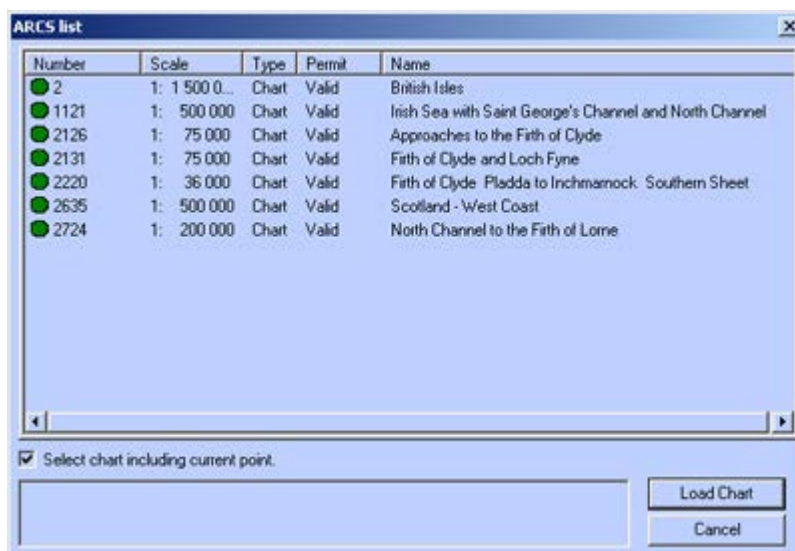 ARCS list
Number Scale Type Permit Name
2 1: 1 500 0... Chart Valid British Isles
1121 1: 500 000 Chart Valid Irish Sea with Saint George's Channel and North Channel
2126 1: 75 000 Chart Valid Approaches to the Firth of Clyde
2131 1: 75 000 Chart Valid Firth of Clyde and Loch Fyne
2220 1: 36 000 Chart Valid Firth of Clyde Pladda to Inchmarnock Southern Sheet
2635 1: 500 000 Chart Valid Scotland - West Coast
2724 1: 200 000 Chart Valid North Channel to the Firth of Lorne
Select chart including current point.
Load Chart
Cancel